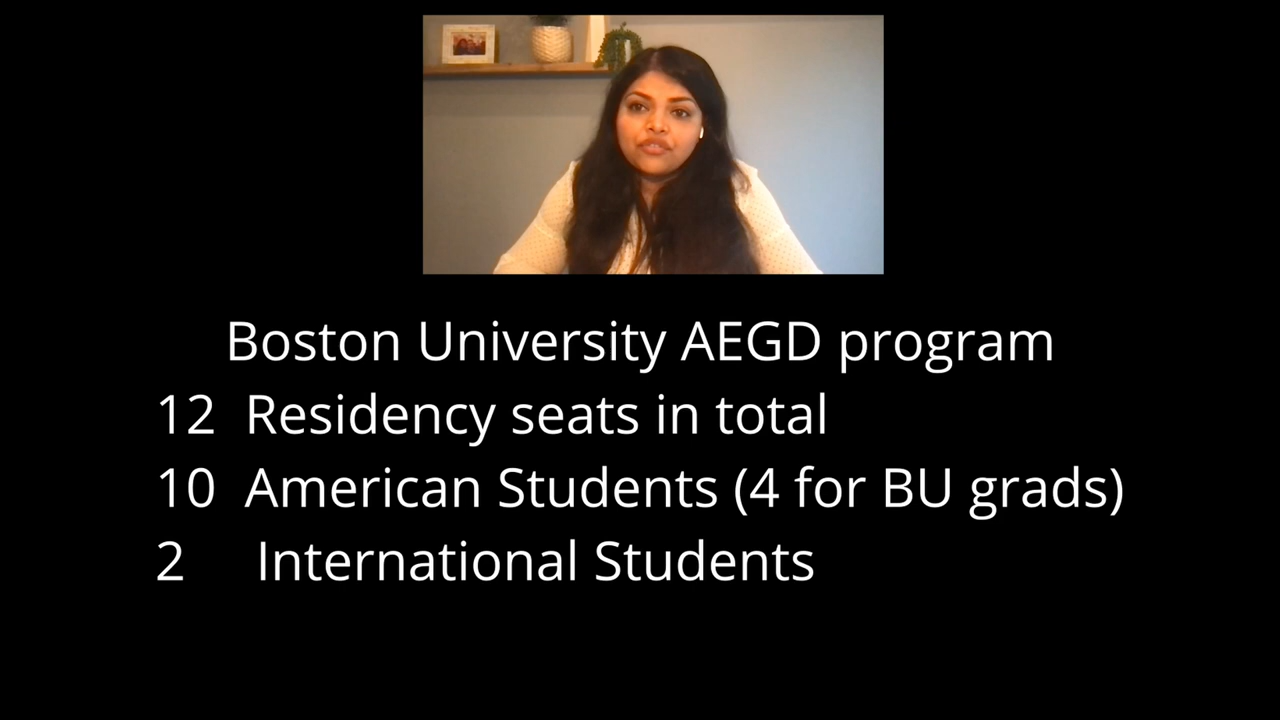 Boston University AEGD program
12 Residency seats in total
10 American Students (4 for BU grads)
2 International Students